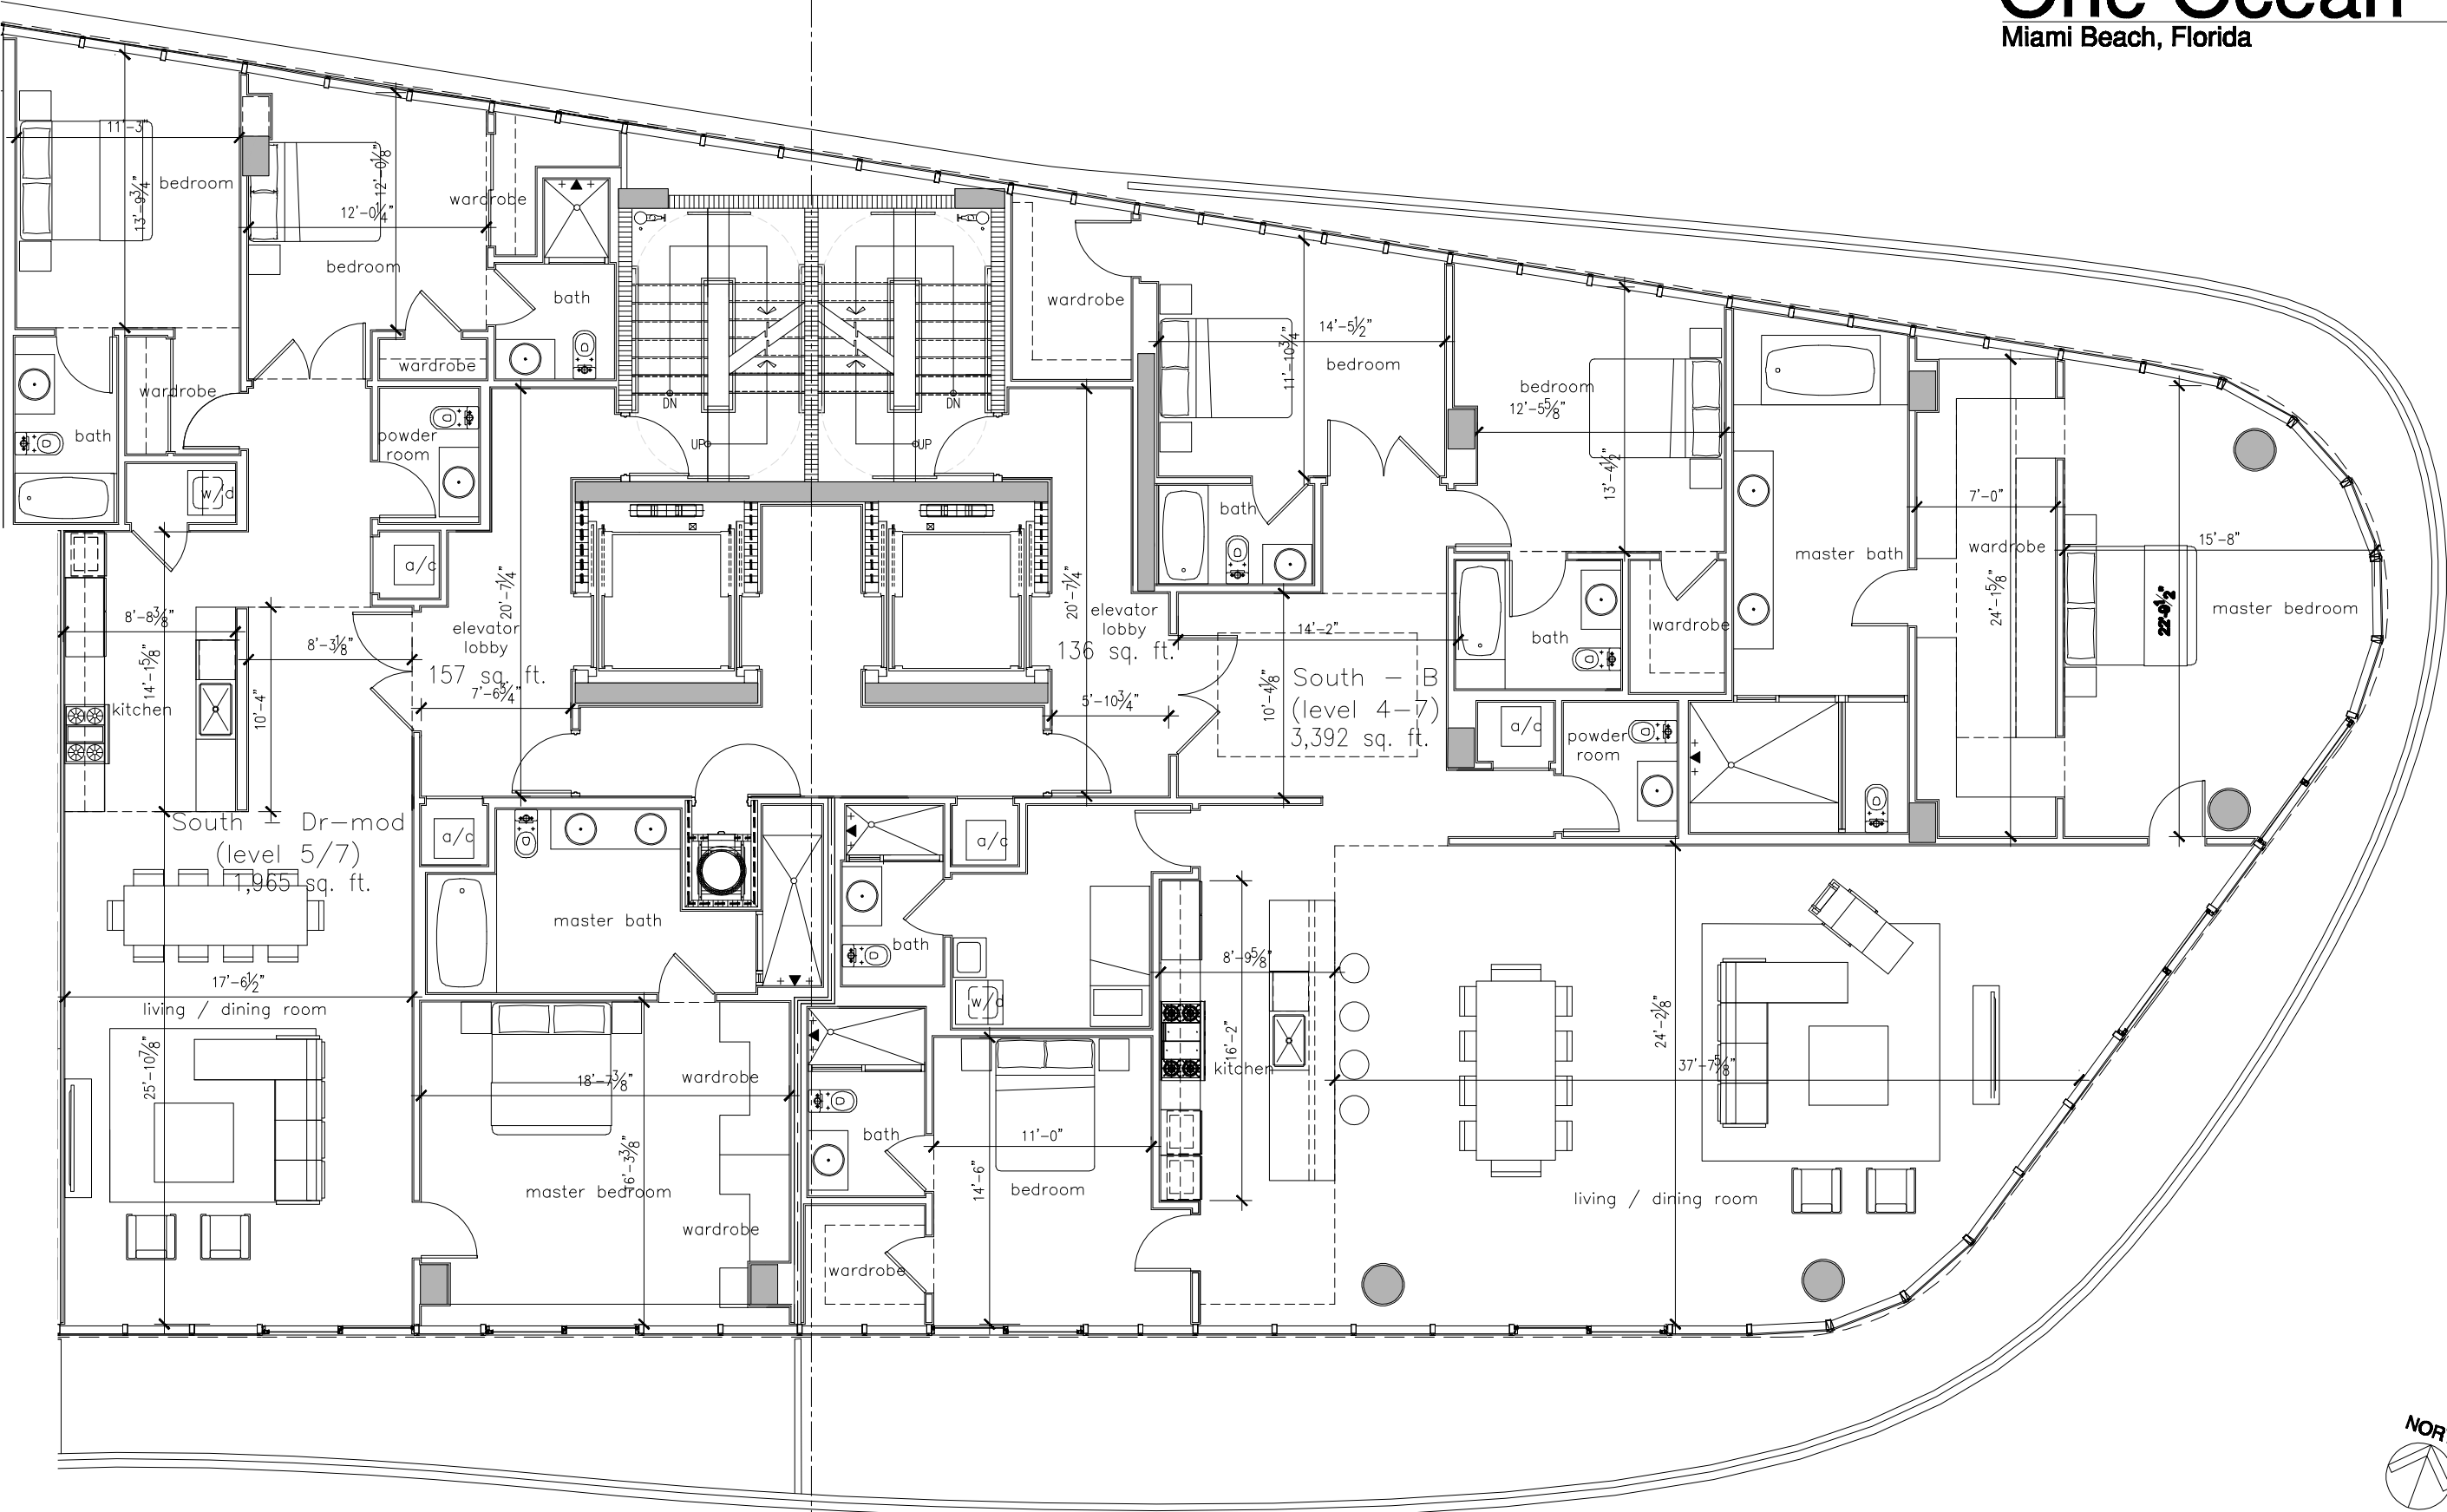 One Ocean
Miami Beach, Florida
11'-3"
bedroom
13'-9¾"
12'-0⅛"
12'-0¼"
bedroom
wardrobe
bath
wardrobe
wardrobe
bath
powder
room
w/d
a/c
DN
DN
UP
UP
wardrobe
14'-5½"
11'-10¾"
bedroom
bedroom
12'-5⅝"
13'-4½"
bath
master bath
7'-0"
wardrobe
24'-1⅝"
15'-8"
master bedroom
22'-9½"
20'-7¼"
elevator
lobby
157 sq. ft.
7'-6¾"
20'-7¼"
elevator
lobby
136 sq. ft.
5'-10¾"
14'-2"
10'-4⅛"
South - B
(level 4-7)
3,392 sq. ft.
bath
wardrobe
a/c
powder
room
8'-8⅜"
14'-1⅝"
8'-3⅛"
10'-4"
kitchen
South Dr-mod
(level 5/7)
1,965 sq. ft.
a/c
master bath
a/c
bath
w/d
17'-6½"
living / dining room
25'-10⅞"
18'-7⅜"
wardrobe
16'-3⅜"
master bedroom
wardrobe
bath
wardrobe
11'-0"
14'-6"
bedroom
8'-9⅝"
16'-2"
kitchen
24'-2⅛"
37'-7⅝"
living / dining room
NOR